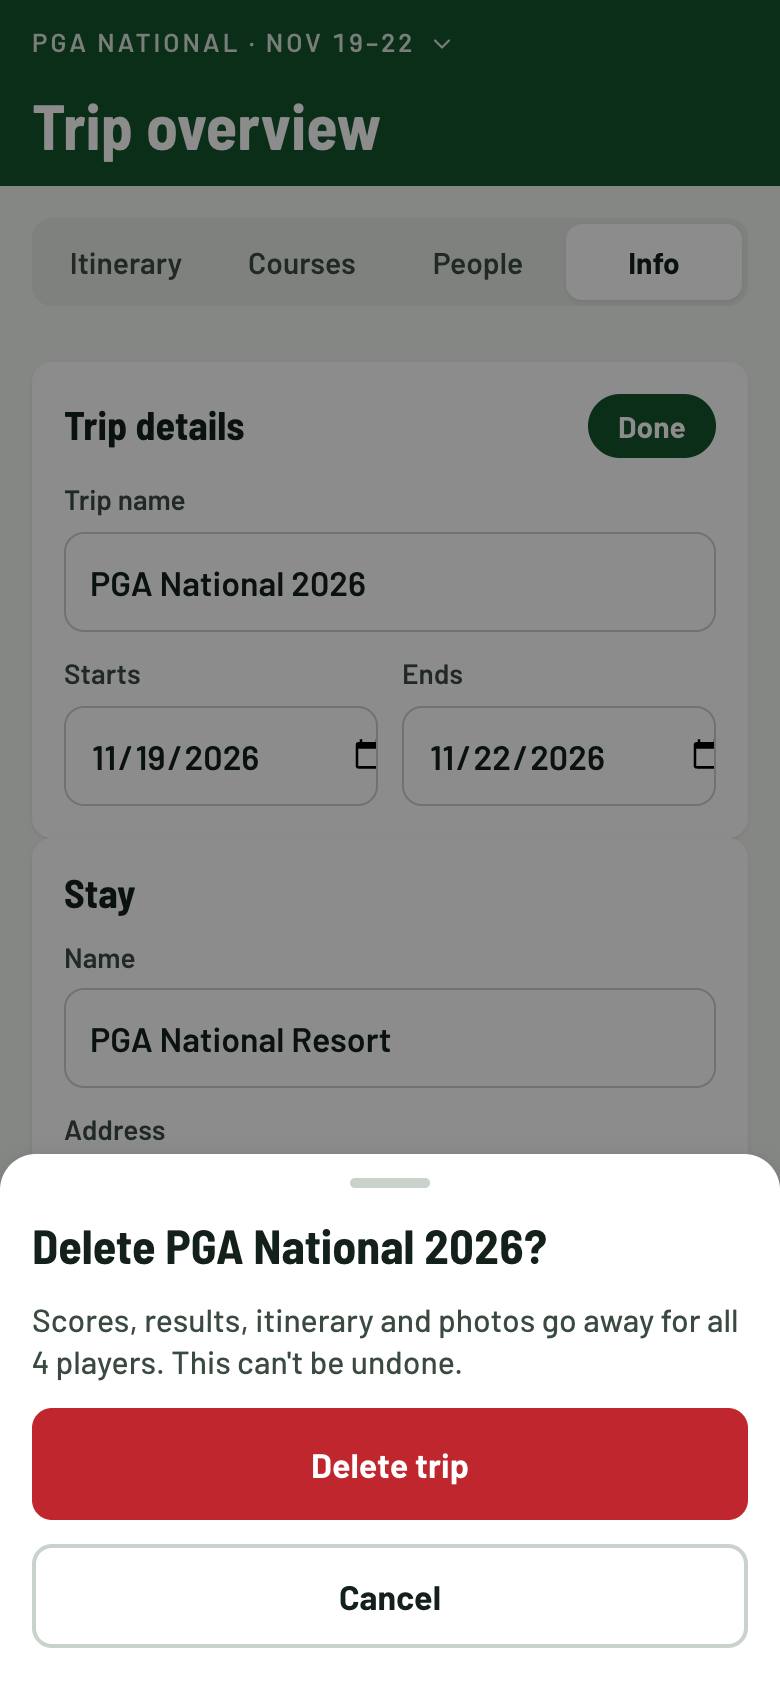 PGA NATIONAL · NOV 19–22
Trip overview
Itinerary Courses People Info
Trip details Done
Trip name
PGA National 2026
Starts Ends
11/19/2026 11/22/2026
Stay
Name
PGA National Resort
Address
Delete PGA National 2026?
Scores, results, itinerary and photos go away for all
4 players. This can't be undone.
Delete trip
Cancel